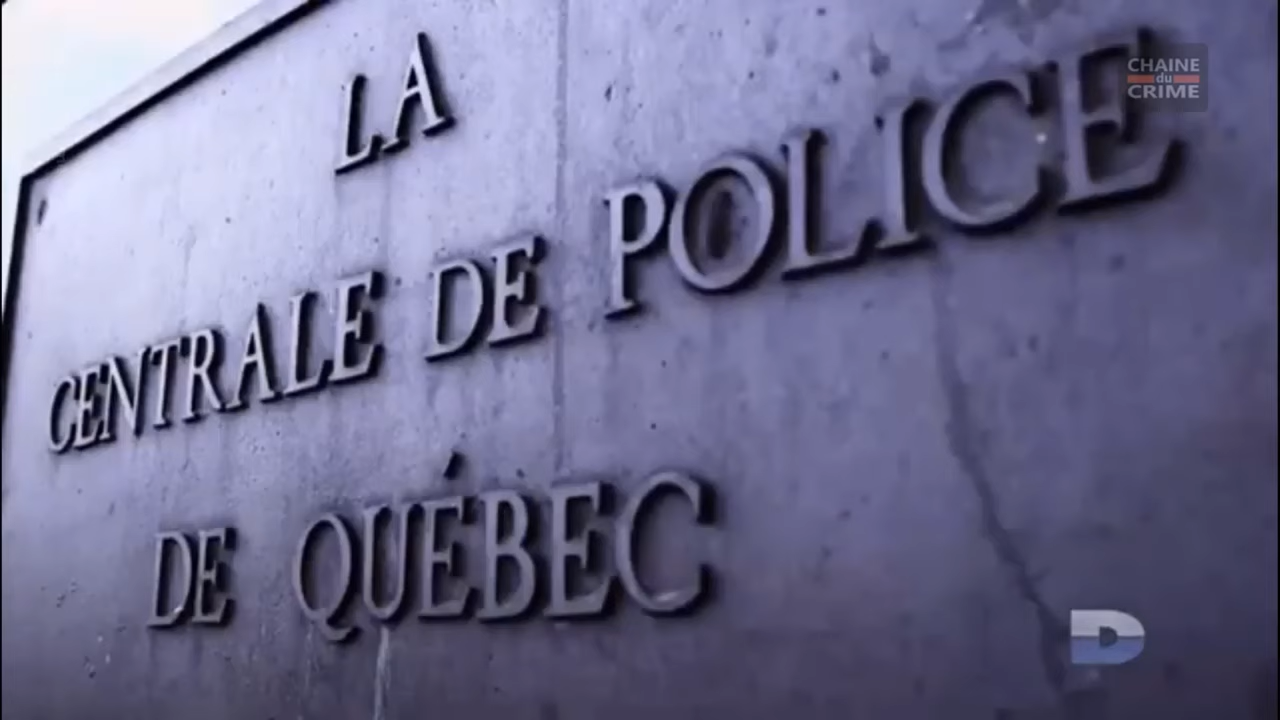 LA
CENTRALE DE POLICE
DE QUÉBEC
CHAINE
du
CRIME
D